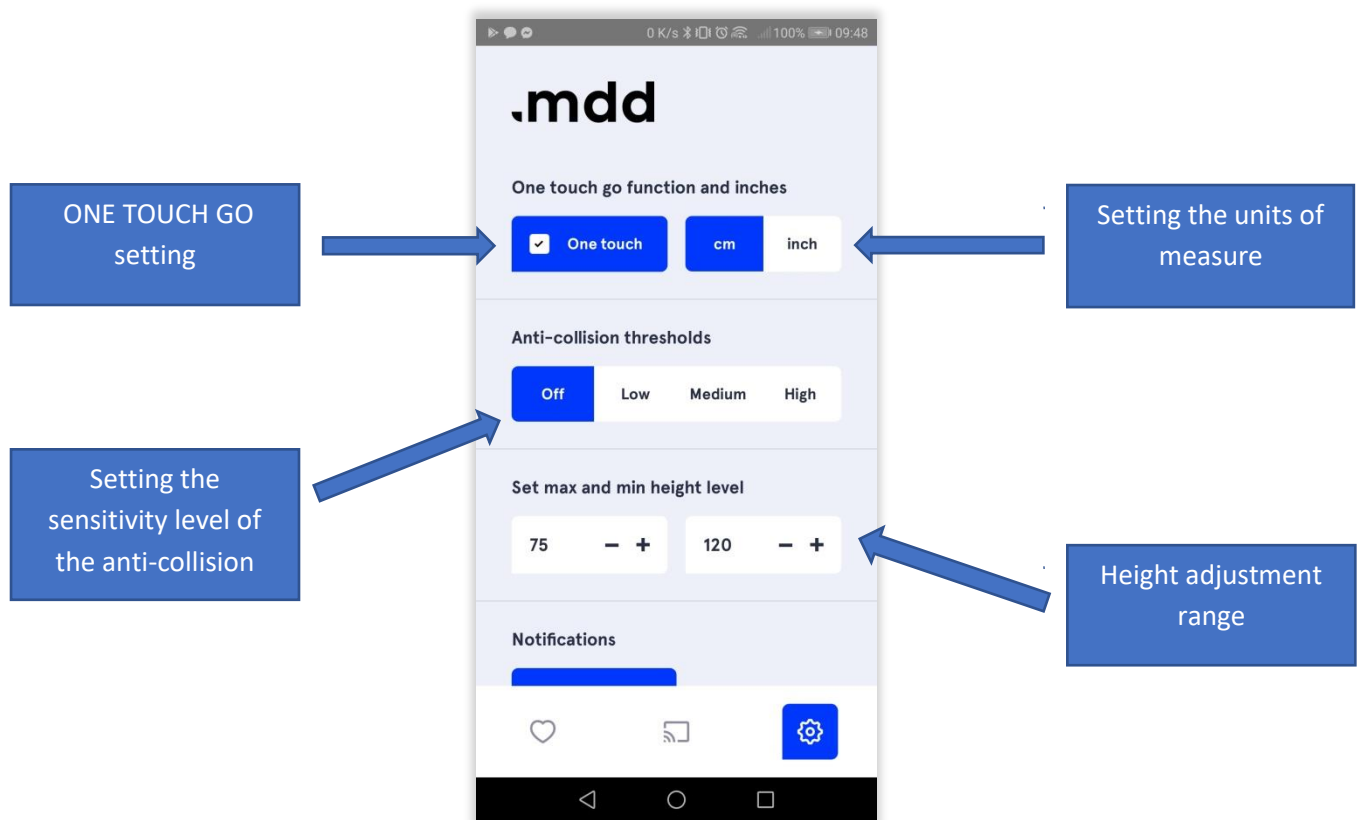 0 K/s 100% 09:48
.mdd
One touch go function and inches
ONE TOUCH GO
setting
One touch
cm
inch
Setting the units of
measure
Anti-collision thresholds
Off
Low
Medium
High
Setting the
sensitivity level of
the anti-collision
Set max and min height level
75 − +
120 − +
Height adjustment
range
Notifications